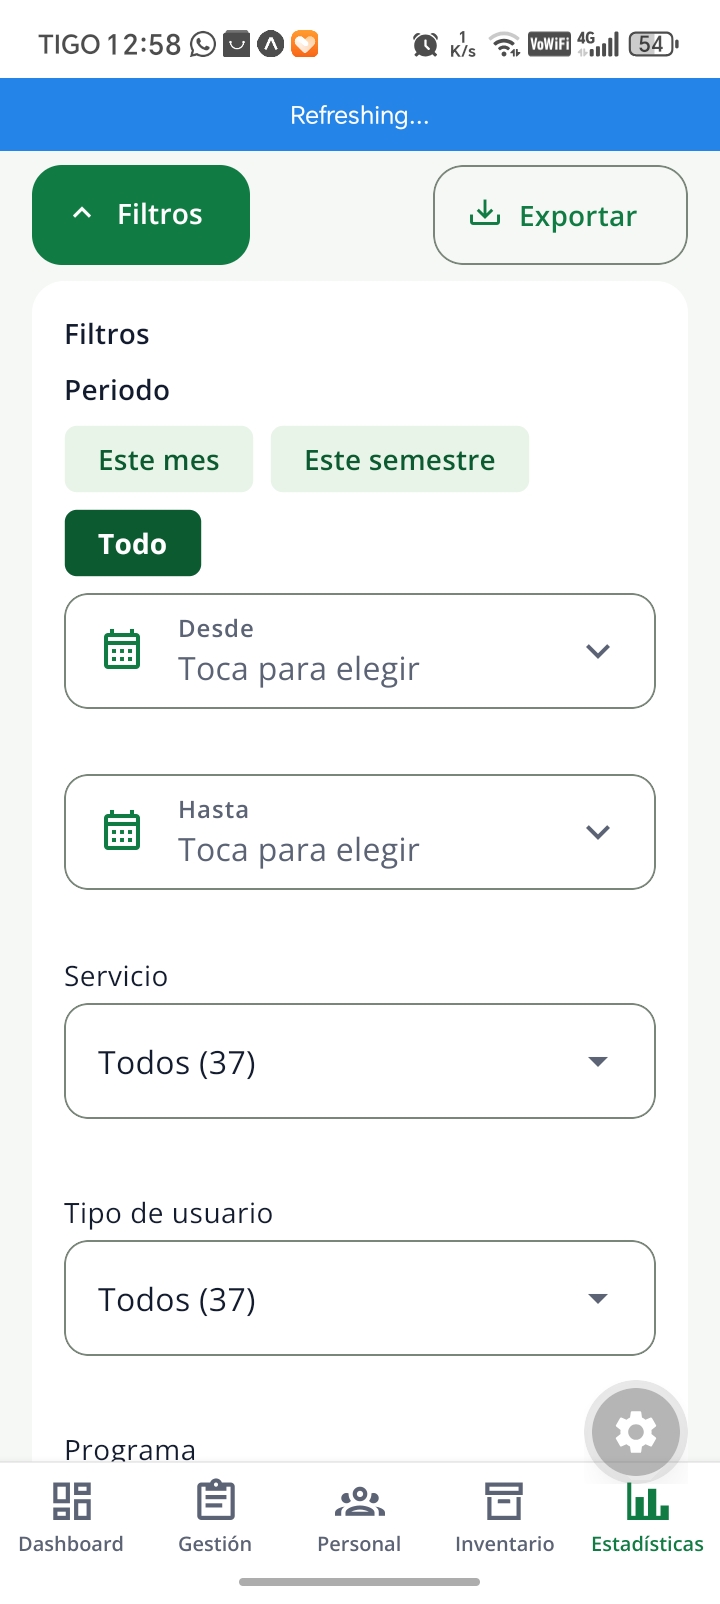 TIGO 12:58 1 K/s VoWiFi 4G 54
Refreshing...
Filtros
Exportar
Filtros
Periodo
Este mes
Este semestre
Todo
Desde
Toca para elegir
Hasta
Toca para elegir
Servicio
Todos (37)
Tipo de usuario
Todos (37)
Programa
Dashboard
Gestión
Personal
Inventario
Estadísticas